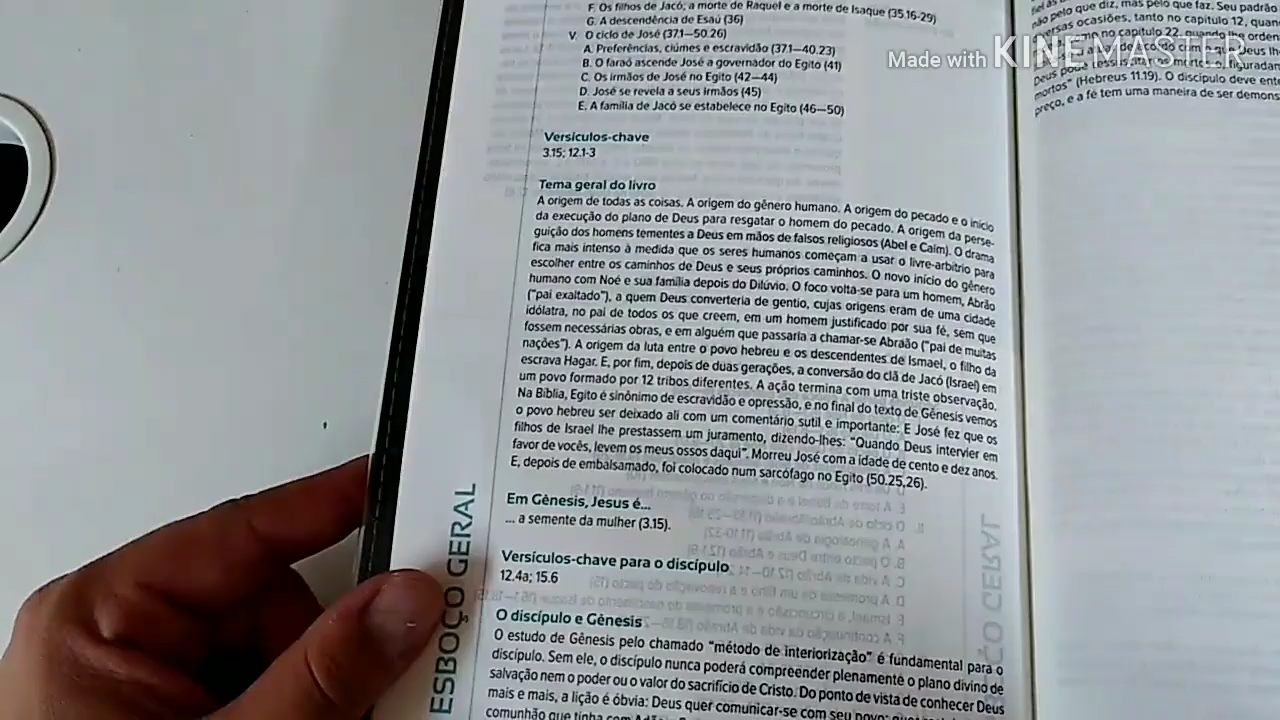 F. Os filhos de Jacó, a morte de Raquel e a morte de Isaque (35.16-29)
G. A descendência de Esaú (36)
V. O ciclo de José (37.1—50.26)
A. Preferências, ciúmes e escravidão (37.1—40.23)
B. O faraó ascende José a governador do Egito (41)
C. Os irmãos de José no Egito (42—44)
D. José se revela a seus irmãos (45)
E. A família de Jacó se estabelece no Egito (46—50)
Versículos-chave
3.15; 12.1-3
Tema geral do livro
A origem de todas as coisas. A origem do gênero humano. A origem do pecado e o início
da execução do plano de Deus para resgatar o homem do pecado. A origem da perse-
guição dos homens tementes a Deus em mãos de falsos religiosos (Abel e Caim). O drama
fica mais intenso à medida que os seres humanos começam a usar o livre-arbítrio para
escolher entre os caminhos de Deus e seus próprios caminhos. O novo início do gênero
humano com Noé e sua família depois do Dilúvio. O foco volta-se para um homem, Abrão
("pai exaltado"), a quem Deus converteria de gentio, cujas origens eram de uma cidade
idólatra, no pai de todos os que creem, em um homem justificado por sua fé, sem que
fossem necessárias obras, e em alguém que passaria a chamar-se Abraão ("pai de muitas
nações"). A origem da luta entre o povo hebreu e os descendentes de Ismael, o filho da
escrava Hagar. E, por fim, depois de duas gerações, a conversão do clã de Jacó (Israel) em
um povo formado por 12 tribos diferentes. A ação termina com uma triste observação.
Na Bíblia, Egito é sinônimo de escravidão e opressão, e no final do texto de Gênesis vemos
o povo hebreu ser deixado ali com um comentário sutil e importante: E José fez que os
filhos de Israel lhe prestassem um juramento, dizendo-lhes: "Quando Deus intervier em
favor de vocês, levem os meus ossos daqui". Morreu José com a idade de cento e dez anos.
E, depois de embalsamado, foi colocado num sarcófago no Egito (50.25,26).
Em Gênesis, Jesus é...
... a semente da mulher (3.15).
Versículos-chave para o discípulo
12.4a; 15.6
O discípulo e Gênesis
O estudo de Gênesis pelo chamado "método de interiorização" é fundamental para o
discípulo. Sem ele, o discípulo nunca poderá compreender plenamente o plano divino de
salvação nem o poder ou o valor do sacrifício de Cristo. Do ponto de vista de conhecer Deus
mais e mais, a lição é óbvia: Deus quer comunicar-se com seu povo;
comunhão que tinha com
ESBOÇO GERAL
não pelo que diz, mas pelo que faz. Seu padrão
ocasiões, tanto no capítulo 12,
no capítulo 22, quando lhe
Made with KINEMASTER
mortos" (Hebreus 11.19). O discípulo deve
preço, e a fé tem uma maneira de ser